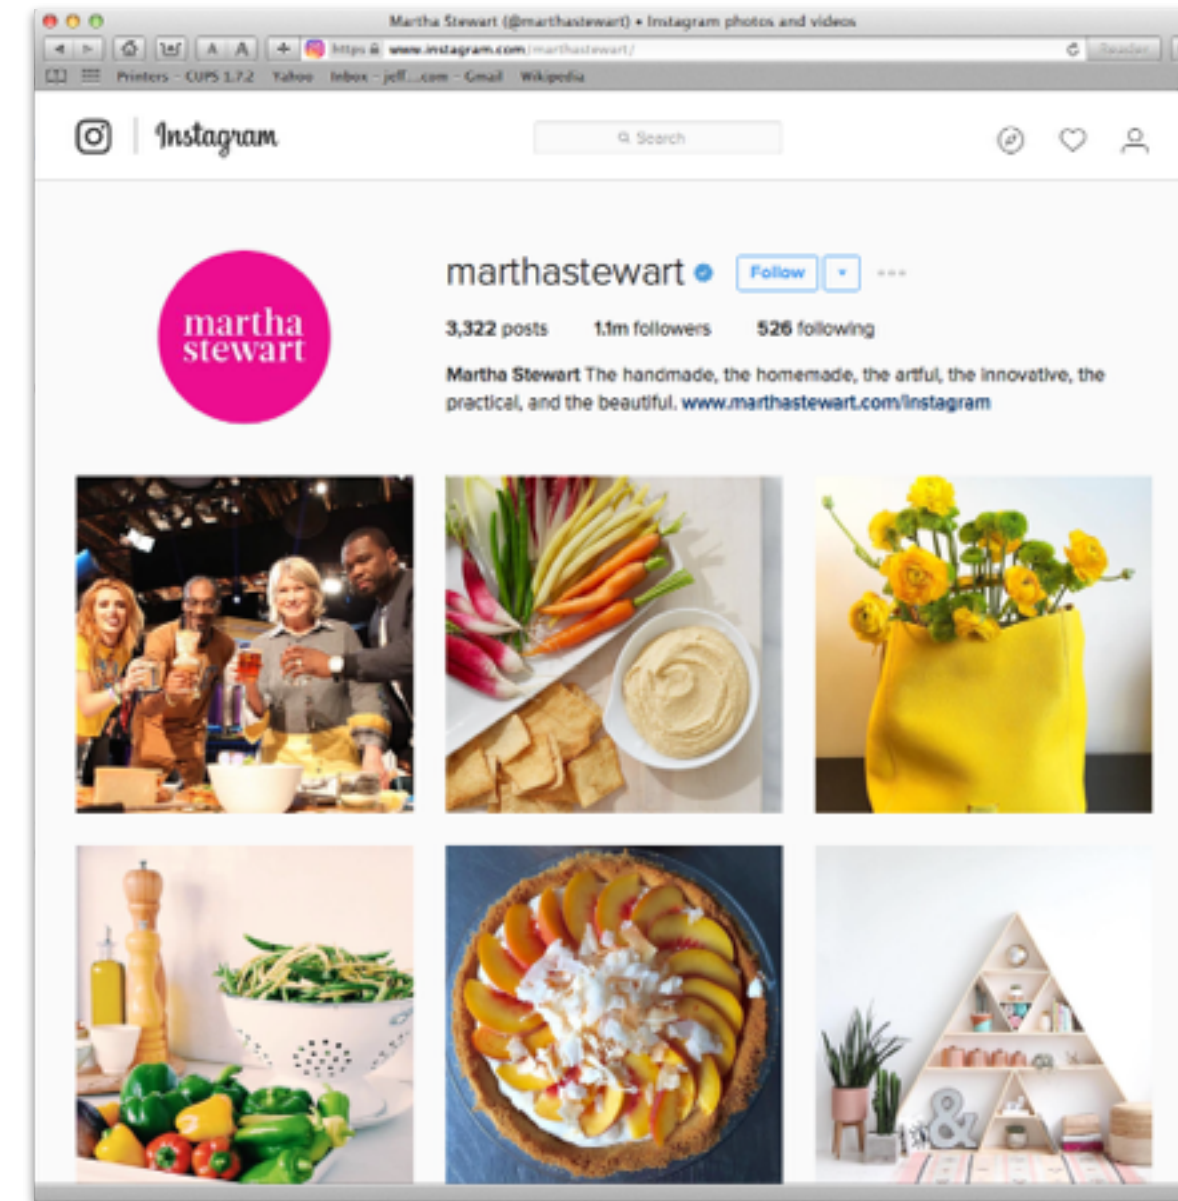 Martha Stewart (@marthastewart) • Instagram photos and videos
A A + https www.instagram.com/marthastewart/ Reader
Printers - CUPS 1.7.2 Yahoo Inbox - jeff...com - Gmail Wikipedia
Instagram
Search
martha
stewart
marthastewart Follow
3,322 posts 1.1m followers 526 following
Martha Stewart The handmade, the homemade, the artful, the innovative, the
practical, and the beautiful. www.marthastewart.com/instagram
&